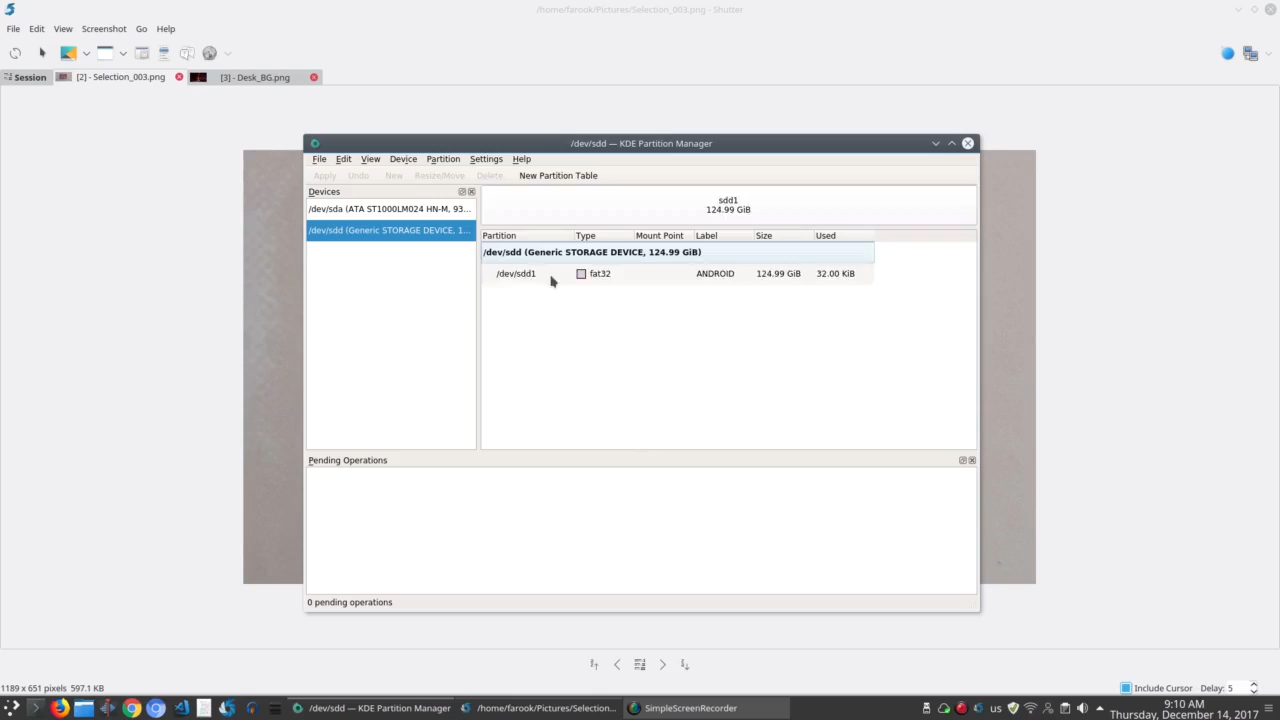 /home/farook/Pictures/Selection_003.png - Shutter
File Edit View Screenshot Go Help
Session [2] - Selection_003.png [3] - Desk_BG.png
/dev/sdd — KDE Partition Manager
File Edit View Device Partition Settings Help
Apply Undo New Resize/Move Delete New Partition Table
Devices
/dev/sda (ATA ST1000LM024 HN-M, 93...
/dev/sdd (Generic STORAGE DEVICE, 1...
sdd1
124.99 GiB
Partition Type Mount Point Label Size Used
/dev/sdd (Generic STORAGE DEVICE, 124.99 GiB)
/dev/sdd1 fat32 ANDROID 124.99 GiB 32.00 KiB
Pending Operations
0 pending operations
1189 x 651 pixels 597.1 KB
Include Cursor Delay: 5
/dev/sdd — KDE Partition Manager
/home/farook/Pictures/Selection...
SimpleScreenRecorder
us
9:10 AM
Thursday, December 14, 2017